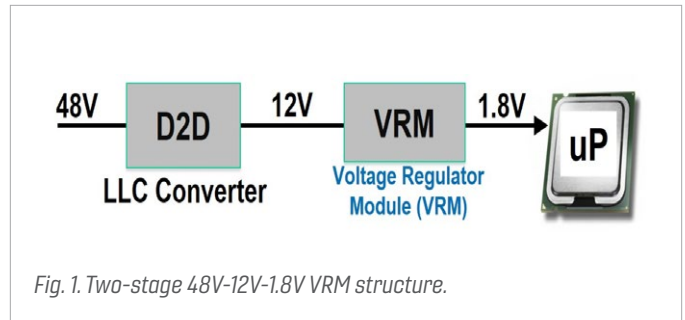 48V
D2D
12V
VRM
1.8V
uP
LLC Converter
Voltage Regulator
Module (VRM)
Fig. 1. Two-stage 48V-12V-1.8V VRM structure.